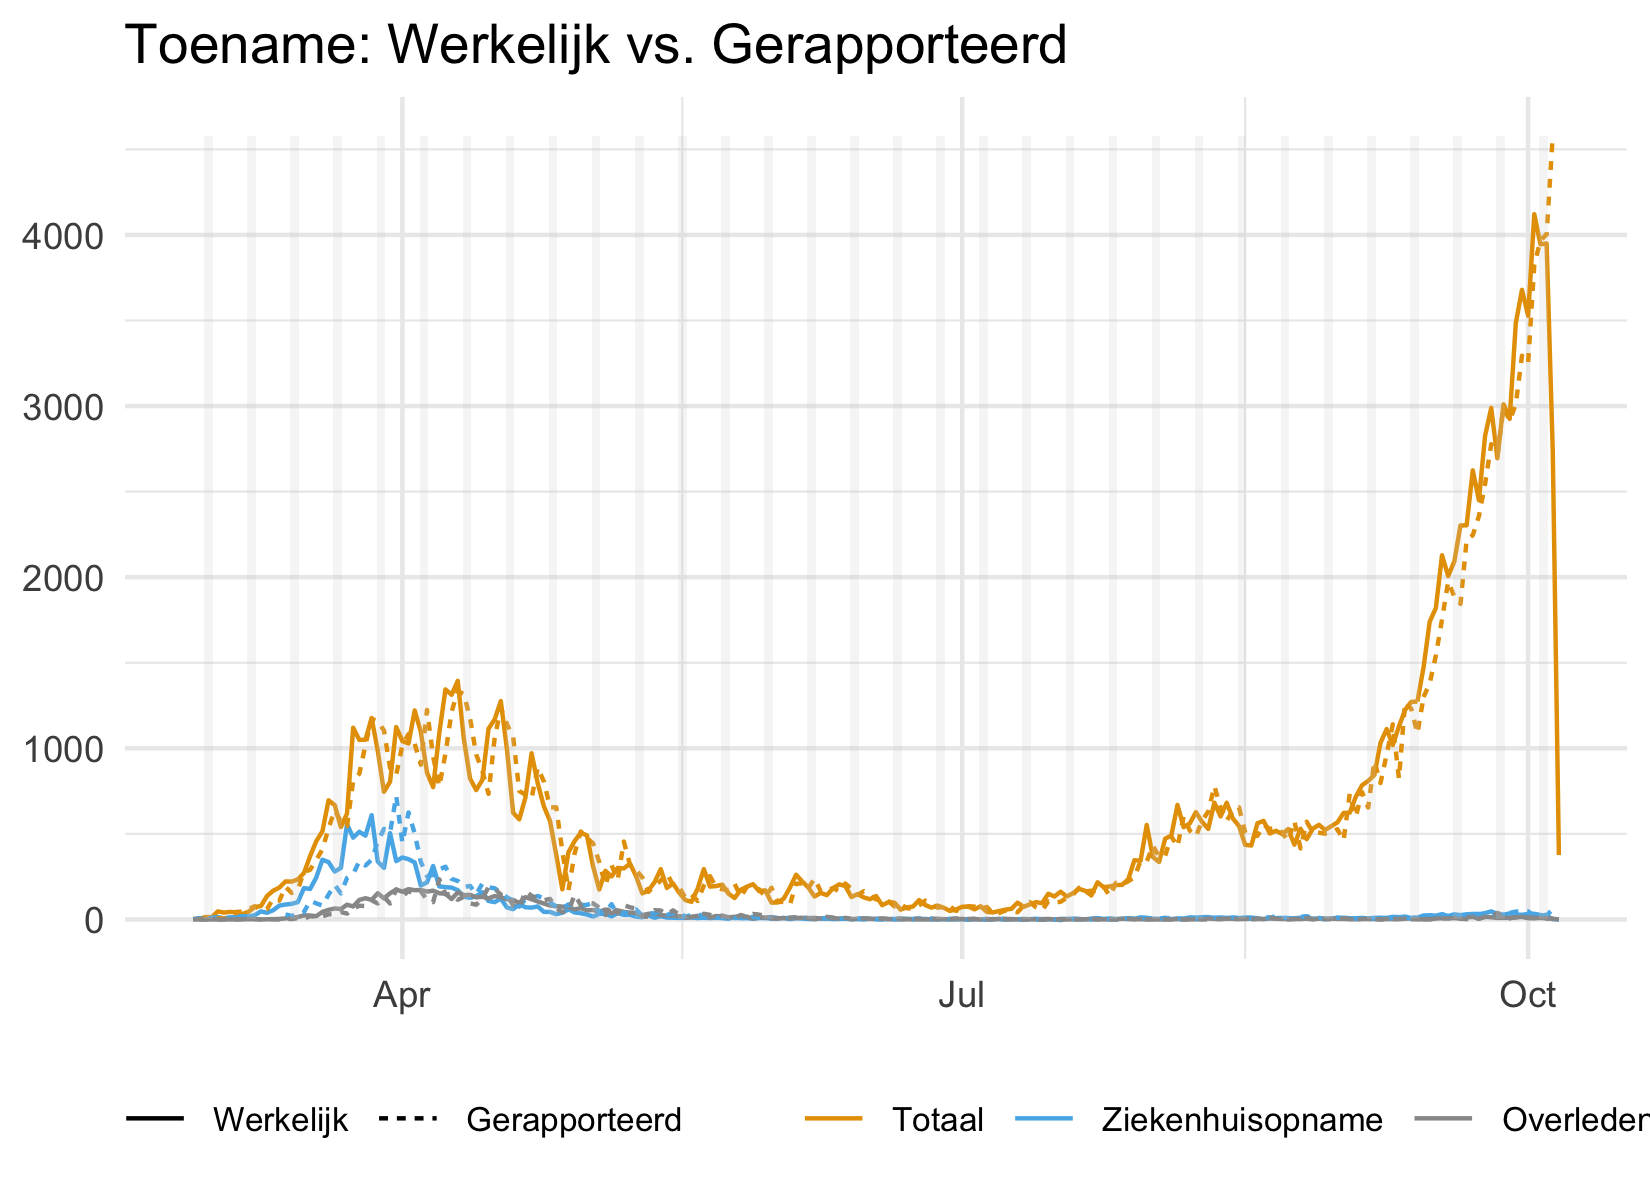 Toename: Werkelijk vs. Gerapporteerd
4000
3000
2000
1000
0
Apr Jul Oct
Werkelijk Gerapporteerd Totaal Ziekenhuisopname Overleden